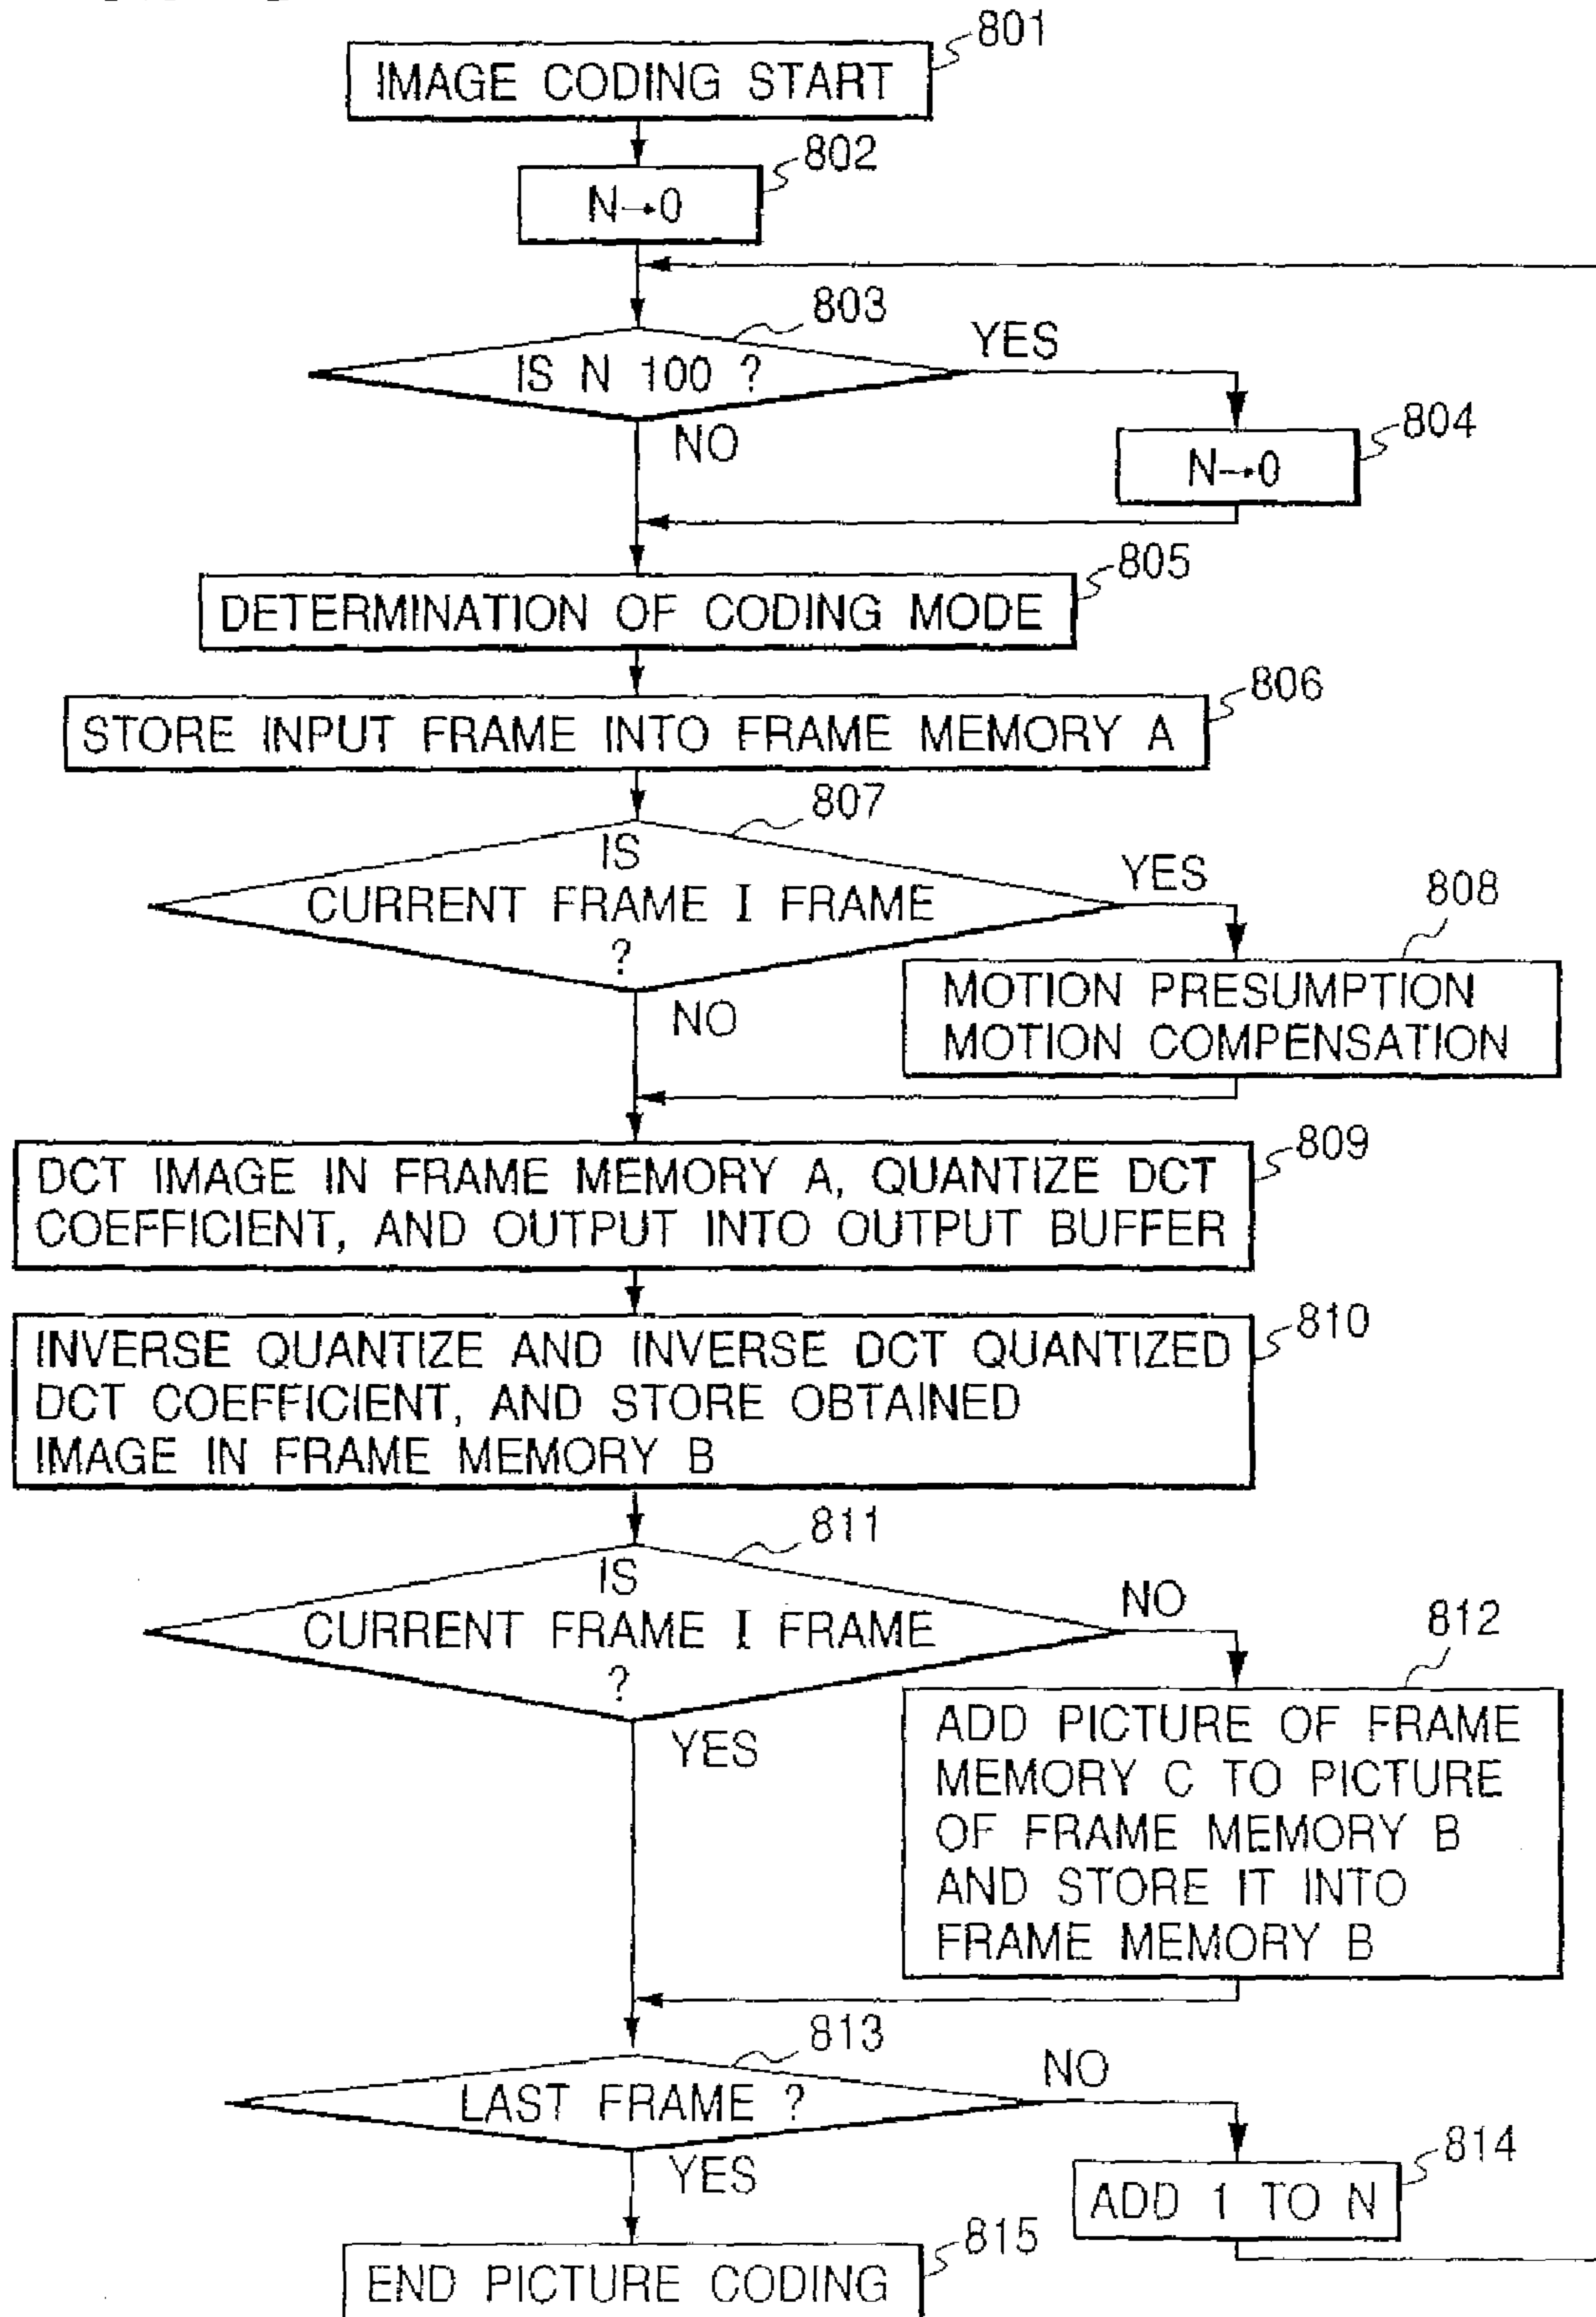 801
IMAGE CODING START
802
N→0
803
IS N 100 ?
YES
NO
804
N→0
805
DETERMINATION OF CODING MODE
806
STORE INPUT FRAME INTO FRAME MEMORY A
807
IS
CURRENT FRAME I FRAME
?
YES
NO
808
MOTION PRESUMPTION
MOTION COMPENSATION
809
DCT IMAGE IN FRAME MEMORY A, QUANTIZE DCT
COEFFICIENT, AND OUTPUT INTO OUTPUT BUFFER
810
INVERSE QUANTIZE AND INVERSE DCT QUANTIZED
DCT COEFFICIENT, AND STORE OBTAINED
IMAGE IN FRAME MEMORY B
811
IS
CURRENT FRAME I FRAME
?
NO
YES
812
ADD PICTURE OF FRAME
MEMORY C TO PICTURE
OF FRAME MEMORY B
AND STORE IT INTO
FRAME MEMORY B
813
LAST FRAME ?
NO
YES
814
ADD 1 TO N
815
END PICTURE CODING